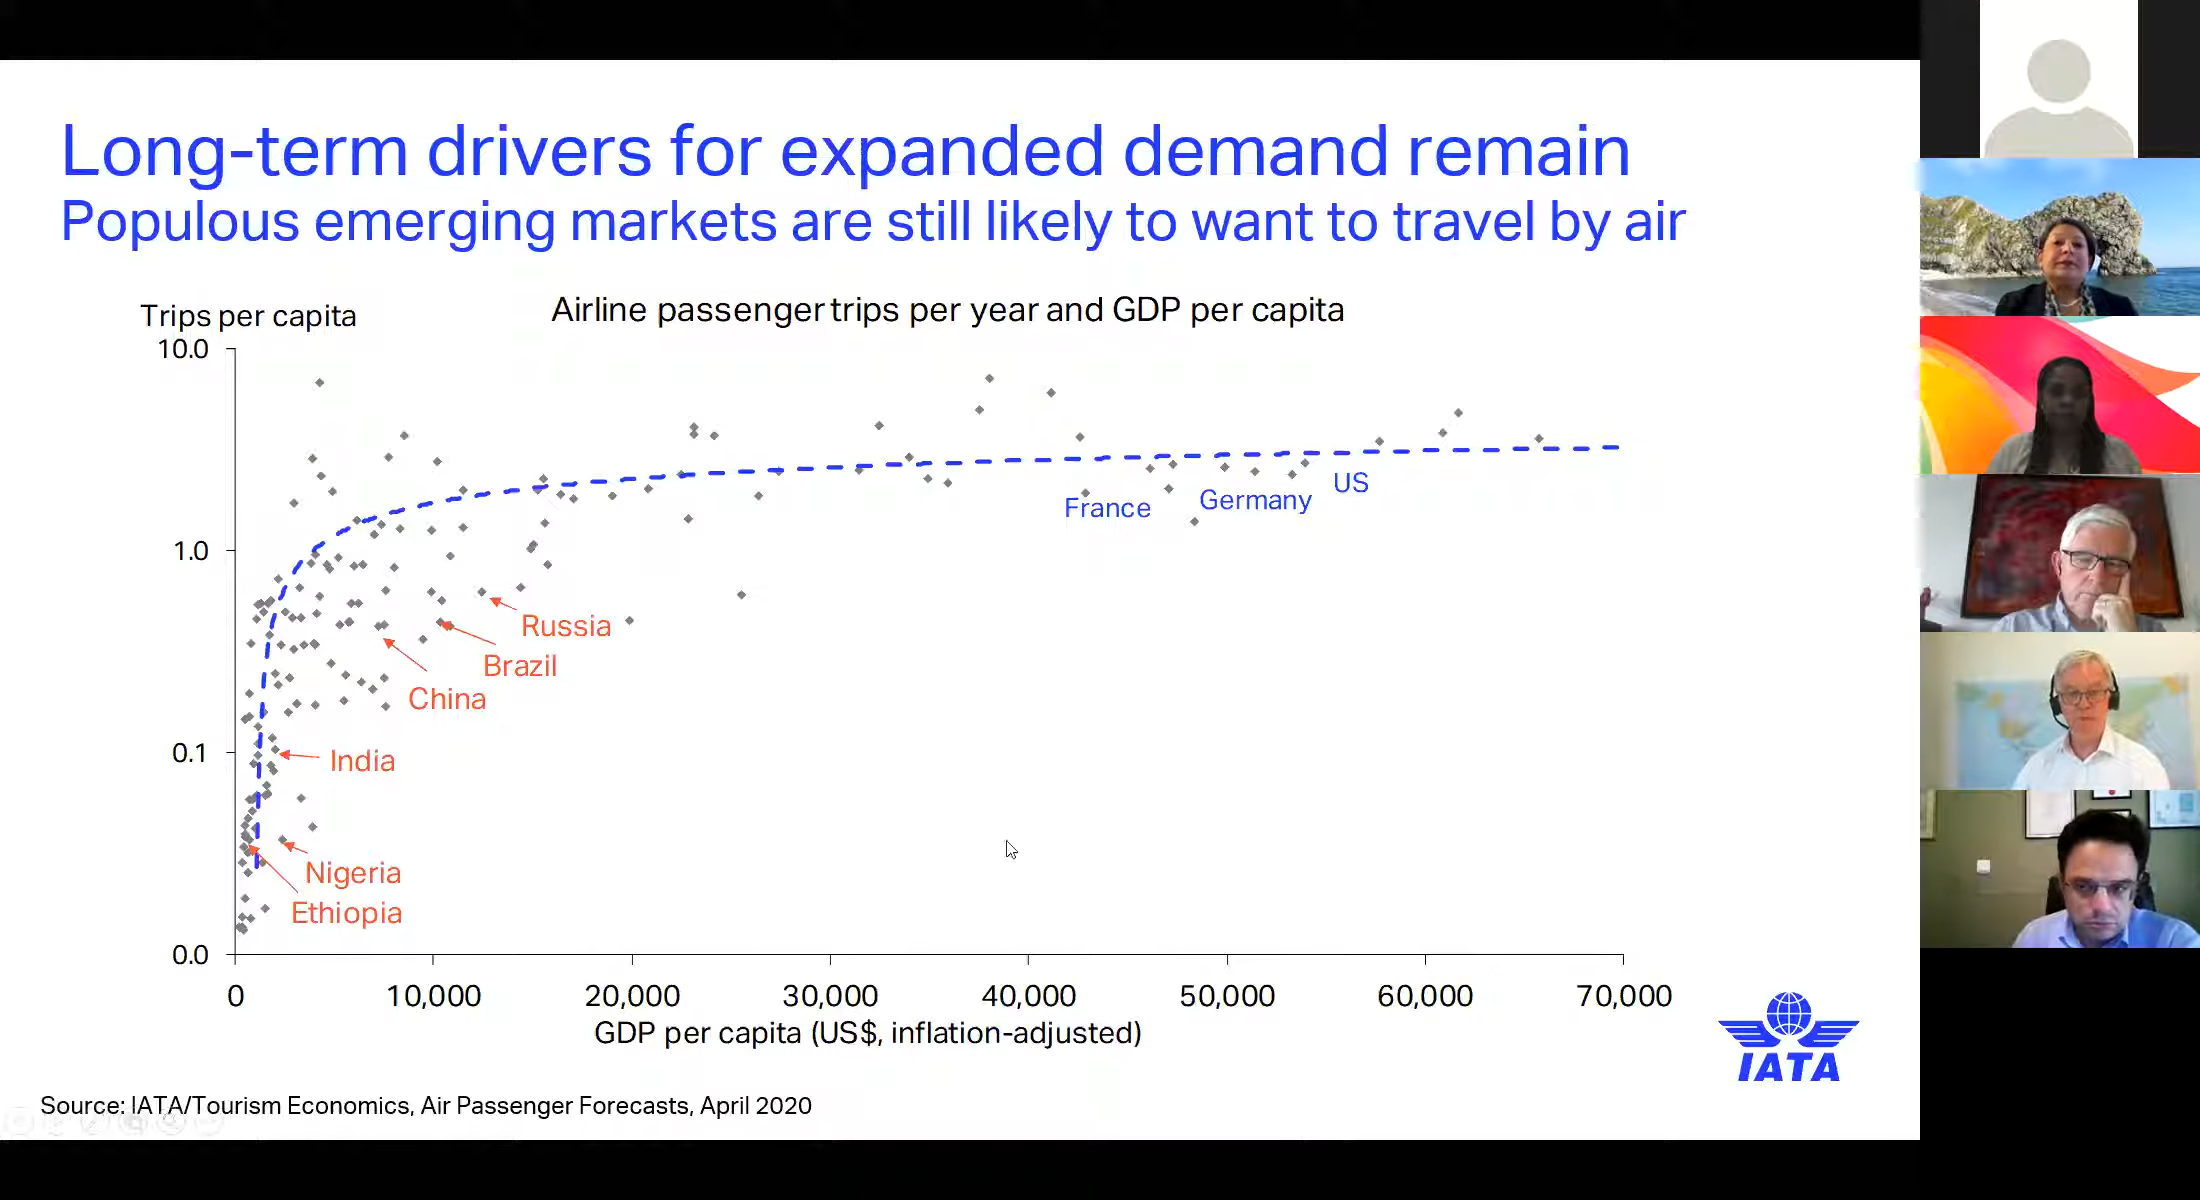 Long-term drivers for expanded demand remain
Populous emerging markets are still likely to want to travel by air
Trips per capita
Airline passenger trips per year and GDP per capita
10.0
1.0
0.1
0.0
France
Germany
US
Russia
Brazil
China
India
Nigeria
Ethiopia
0 10,000 20,000 30,000 40,000 50,000 60,000 70,000
GDP per capita (US$, inflation-adjusted)
IATA
Source: IATA/Tourism Economics, Air Passenger Forecasts, April 2020